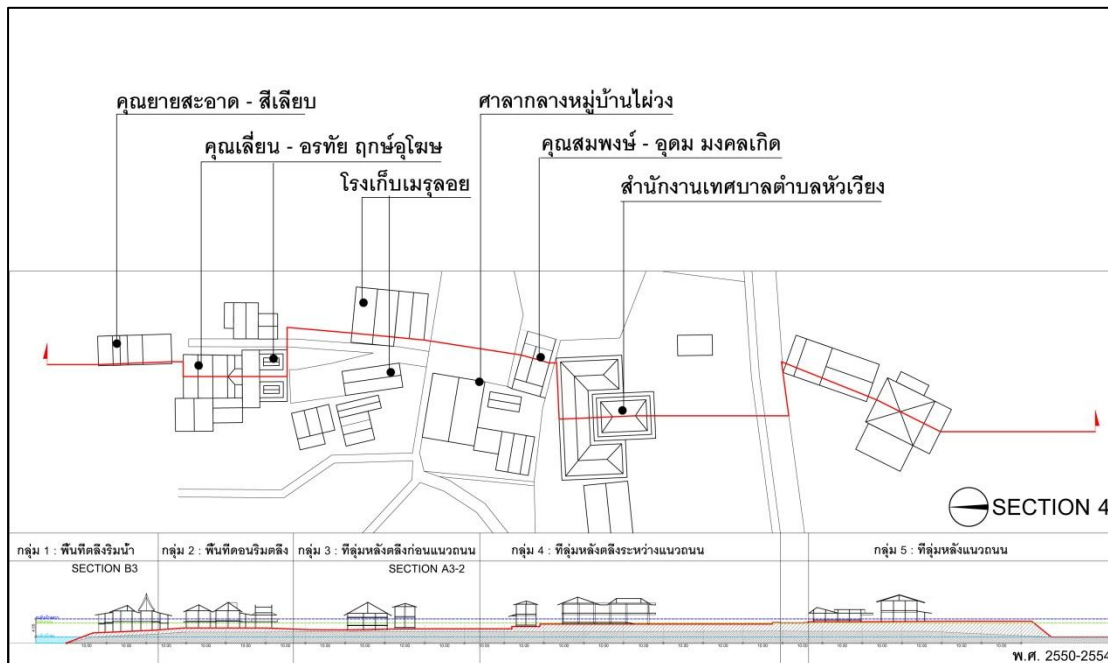 คุณยายสะอาด - สีเลียบ
ศาลากลางหมู่บ้านไผ่วง
คุณเลี่ยน - อรทัย ฤกษ์อุโฆษ
คุณสมพงษ์ - อุดม มงคลเกิด
โรงเก็บเมรุลอย
สำนักงานเทศบาลตำบลหัวเวียง
SECTION 4
กลุ่ม 1 : พื้นที่ตลิ่งริมน้ำ
กลุ่ม 2 : พื้นที่ดอนริมตลิ่ง
กลุ่ม 3 : ที่ลุ่มหลังตลิ่งก่อนแนวถนน
กลุ่ม 4 : ที่ลุ่มหลังตลิ่งระหว่างแนวถนน
กลุ่ม 5 : ที่ลุ่มหลังแนวถนน
SECTION B3
SECTION A3-2
พ.ศ. 2550-2554